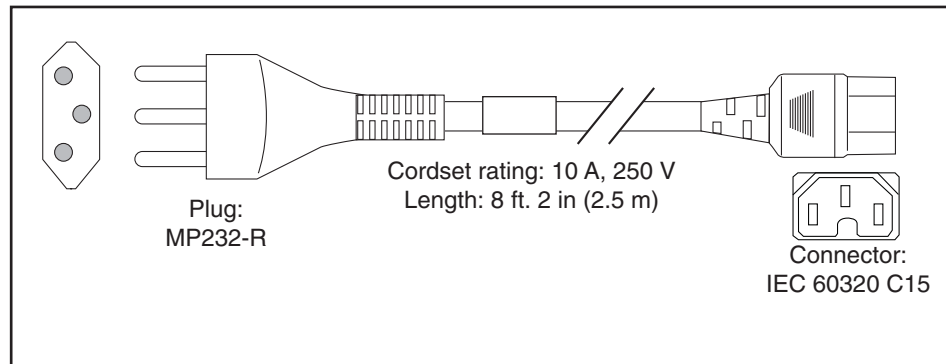 Cordset rating: 10 A, 250 V
Length: 8 ft. 2 in (2.5 m)
Plug:
MP232-R
Connector:
IEC 60320 C15